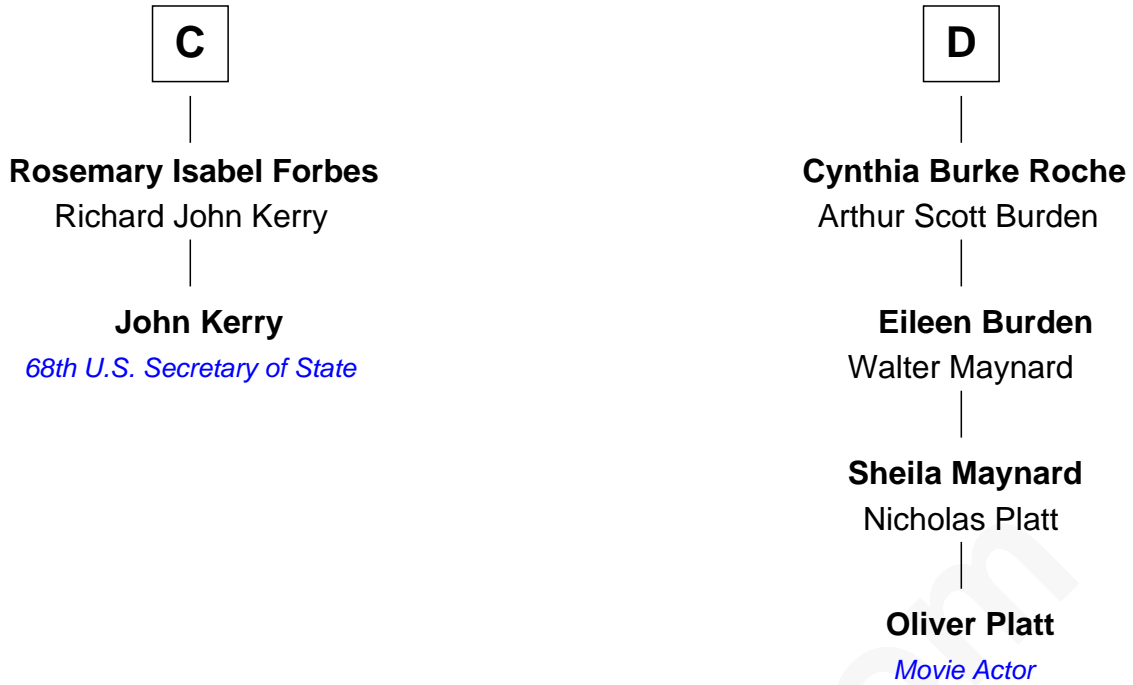 C
Rosemary Isabel Forbes
Richard John Kerry
John Kerry
68th U.S. Secretary of State
D
Cynthia Burke Roche
Arthur Scott Burden
Eileen Burden
Walter Maynard
Sheila Maynard
Nicholas Platt
Oliver Platt
Movie Actor